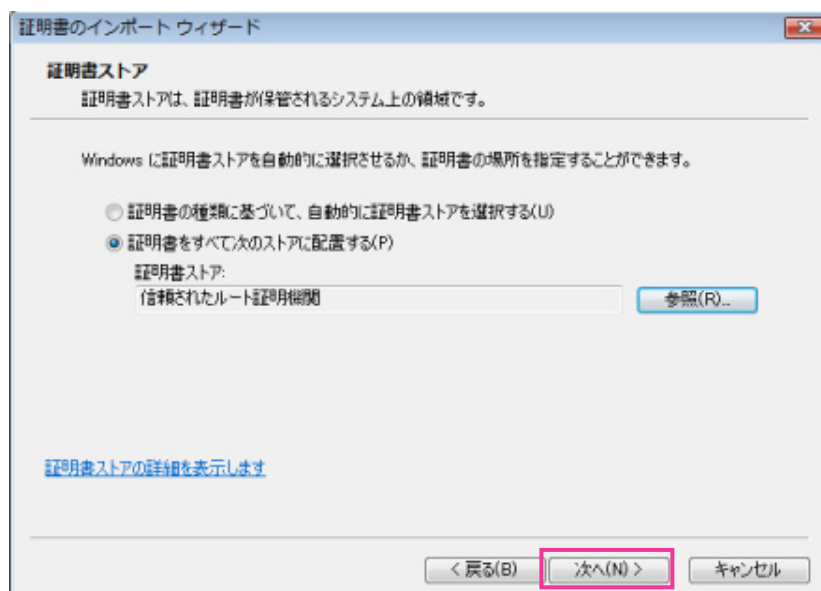 証明書のインポート ウィザード
証明書ストア
証明書ストアは、証明書が保管されるシステム上の領域です。
Windows に証明書ストアを自動的に選択させるか、証明書の場所を指定することができます。
証明書の種類に基づいて、自動的に証明書ストアを選択する(U)
証明書をすべて次のストアに配置する(P)
証明書ストア:
信頼されたルート証明機関
参照(R)...
証明書ストアの詳細を表示します
< 戻る(B)
次へ(N) >
キャンセル